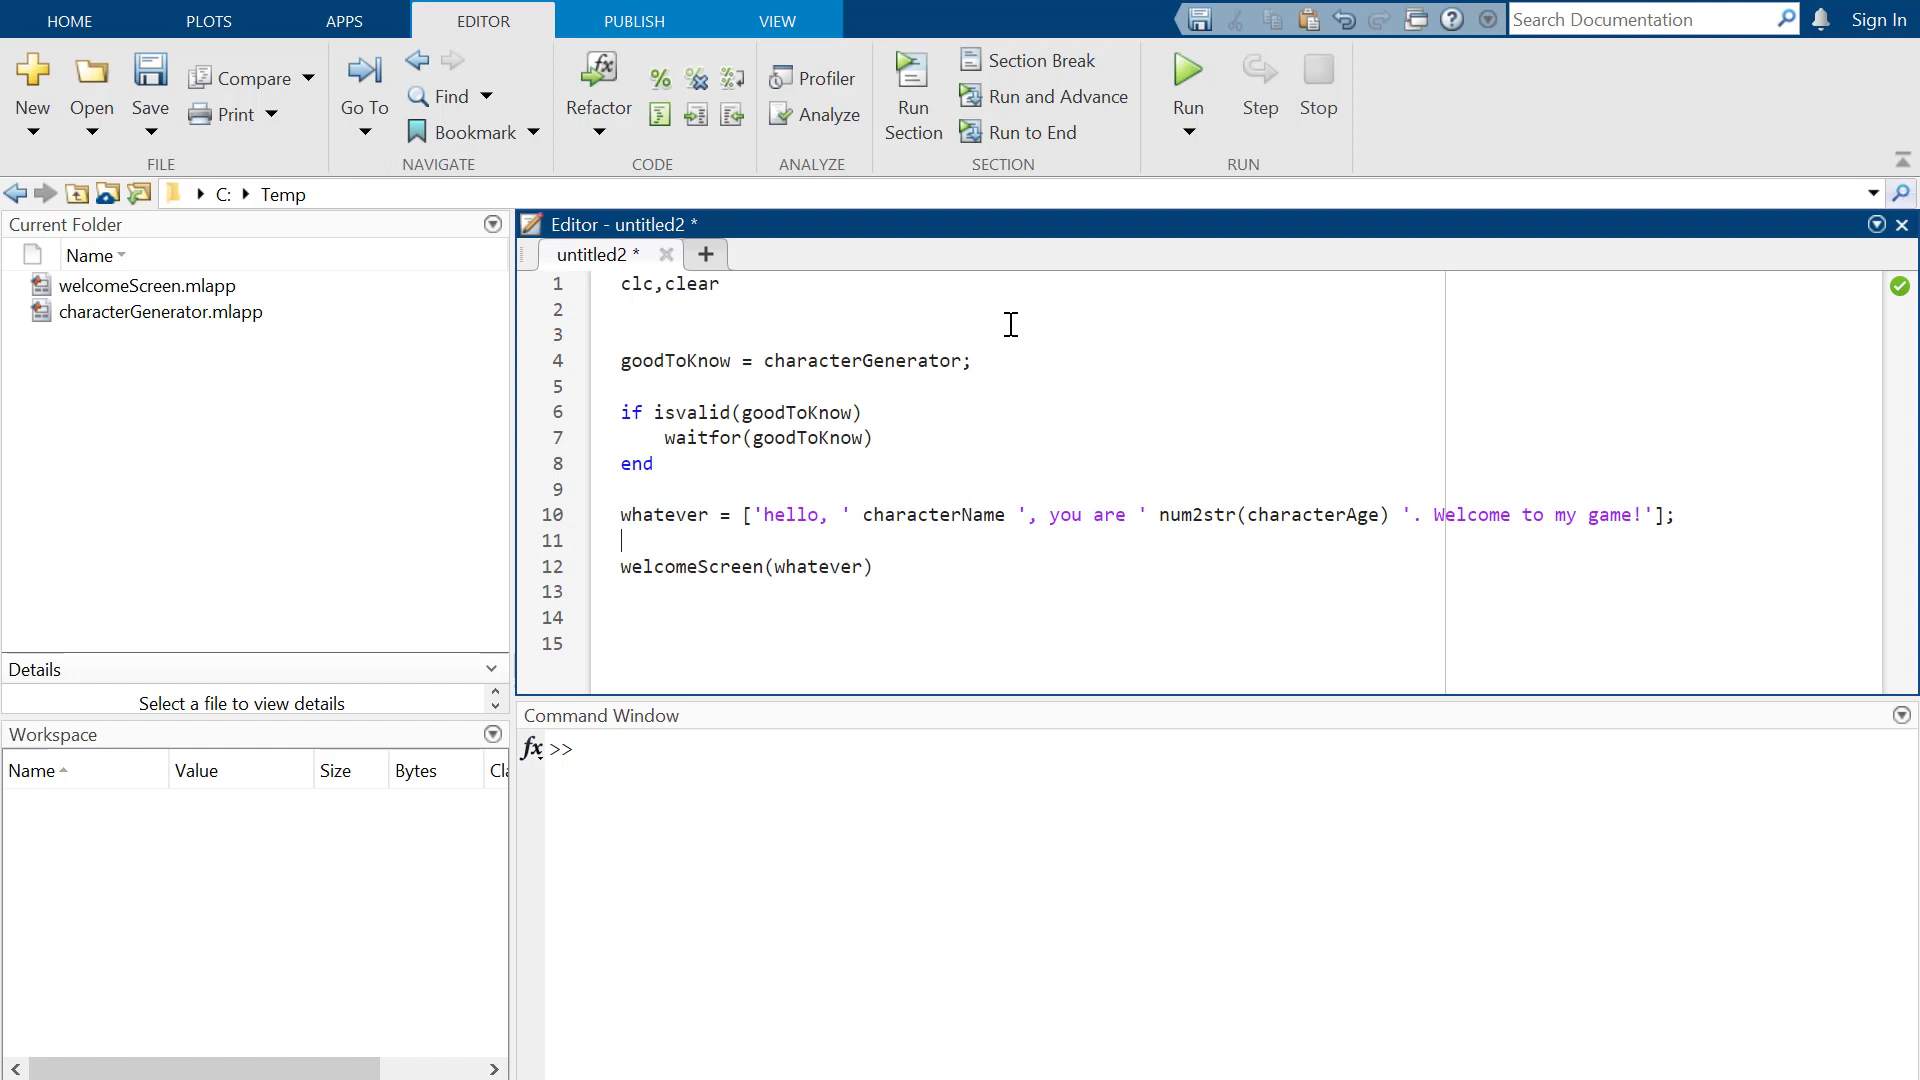 HOME PLOTS APPS EDITOR PUBLISH VIEW Search Documentation Sign In
New Open Save Compare Print
FILE
Go To Find Bookmark
NAVIGATE
Refactor
CODE
Profiler
Analyze
ANALYZE
Run Section
Section Break
Run and Advance
Run to End
SECTION
Run Step Stop
RUN
C: Temp
Current Folder
Name
welcomeScreen.mlapp
characterGenerator.mlapp
Details
Select a file to view details
Workspace
Name Value Size Bytes Cla
Editor - untitled2 *
untitled2 *
1 clc,clear
2
3
4 goodToKnow = characterGenerator;
5
6 if isvalid(goodToKnow)
7 waitfor(goodToKnow)
8 end
9
10 whatever = ['hello, ' characterName ', you are ' num2str(characterAge) '. Welcome to my game!'];
11
12 welcomeScreen(whatever)
13
14
15
Command Window
fx >>